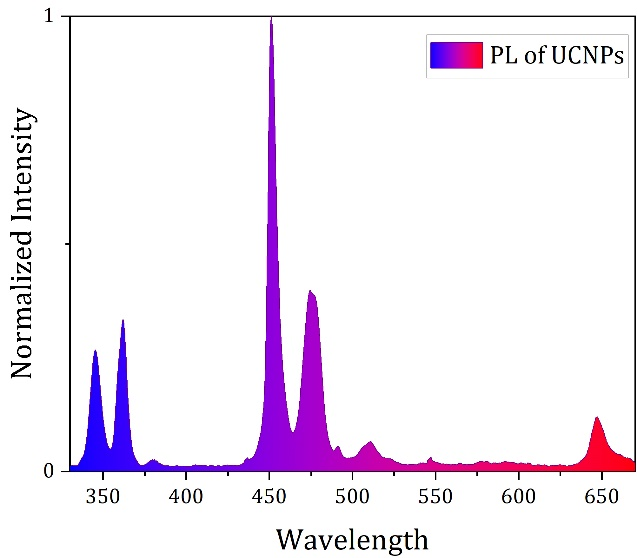 1
PL of UCNPs
Normalized Intensity
0
350 400 450 500 550 600 650
Wavelength